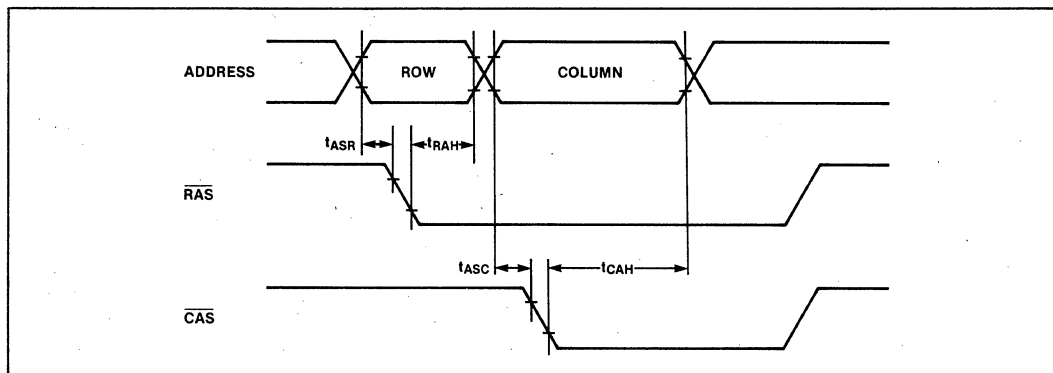 ADDRESS ROW COLUMN
tASR tRAH
RAS
tASC tCAH
CAS